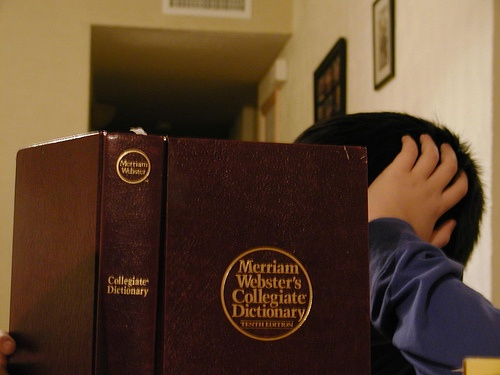 Merriam
Webster
Collegiate®
Dictionary
Merriam
Webster's
Collegiate®
Dictionary
TENTH EDITION